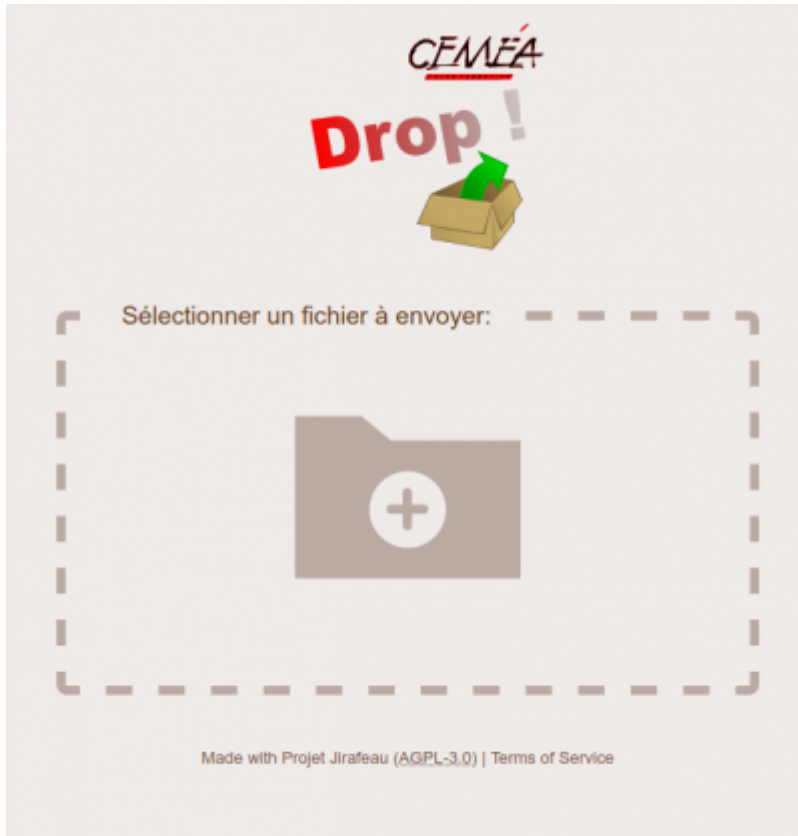 CEMÉA
Drop !
Sélectionner un fichier à envoyer:
Made with Projet Jirafeau (AGPL-3.0) | Terms of Service